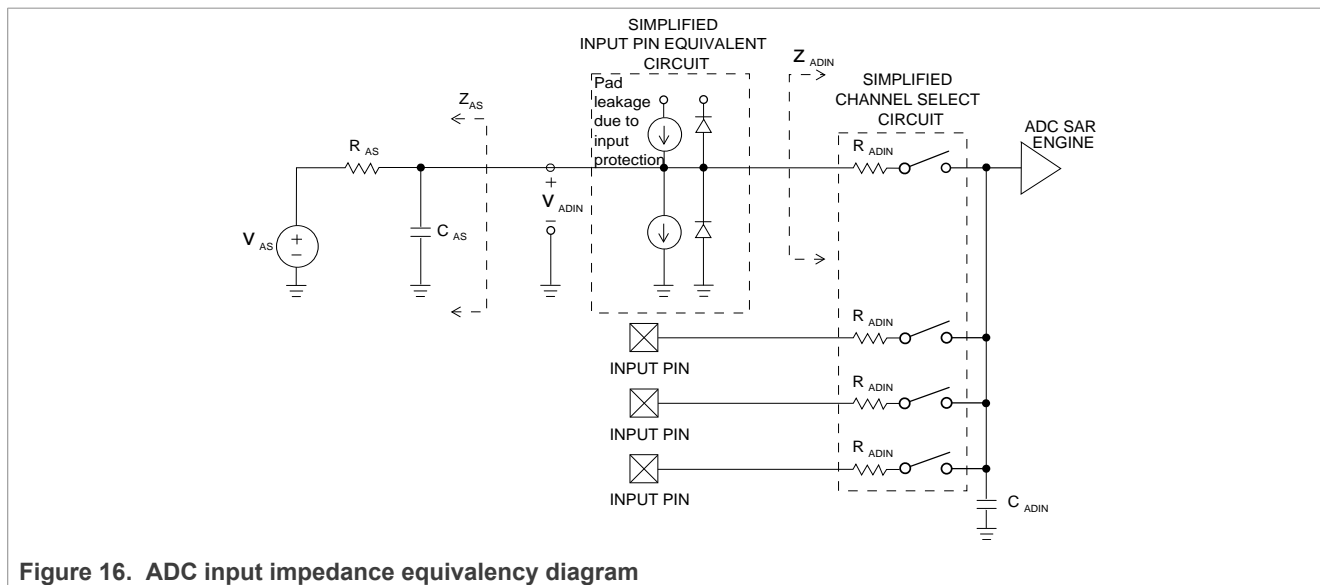 SIMPLIFIED
INPUT PIN EQUIVALENT
CIRCUIT
Z ADIN
SIMPLIFIED
CHANNEL SELECT
CIRCUIT
Pad
leakage
due to
input
protection
Z AS
ADC SAR
ENGINE
R AS
R ADIN
+
V ADIN
–
C AS
V AS
+
–
R ADIN
INPUT PIN
R ADIN
INPUT PIN
R ADIN
INPUT PIN
C ADIN
Figure 16. ADC input impedance equivalency diagram